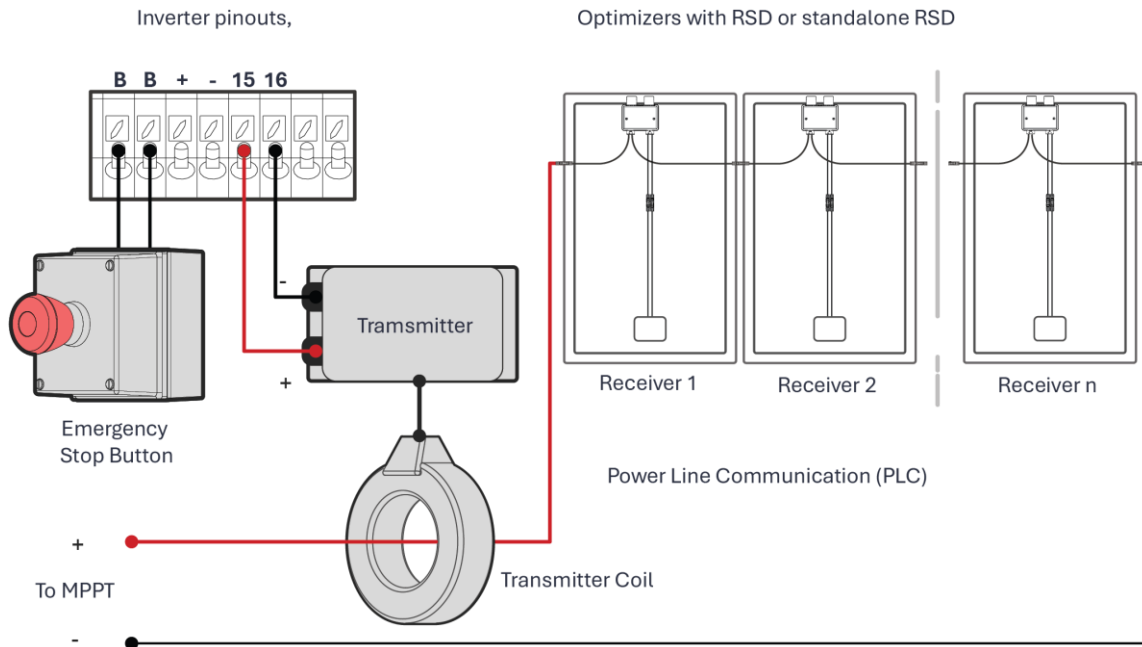 Inverter pinouts,
Optimizers with RSD or standalone RSD
B B + - 15 16
-
Tramsmitter
+
Receiver 1
Receiver 2
Receiver n
Emergency
Stop Button
Power Line Communication (PLC)
+
Transmitter Coil
To MPPT
-